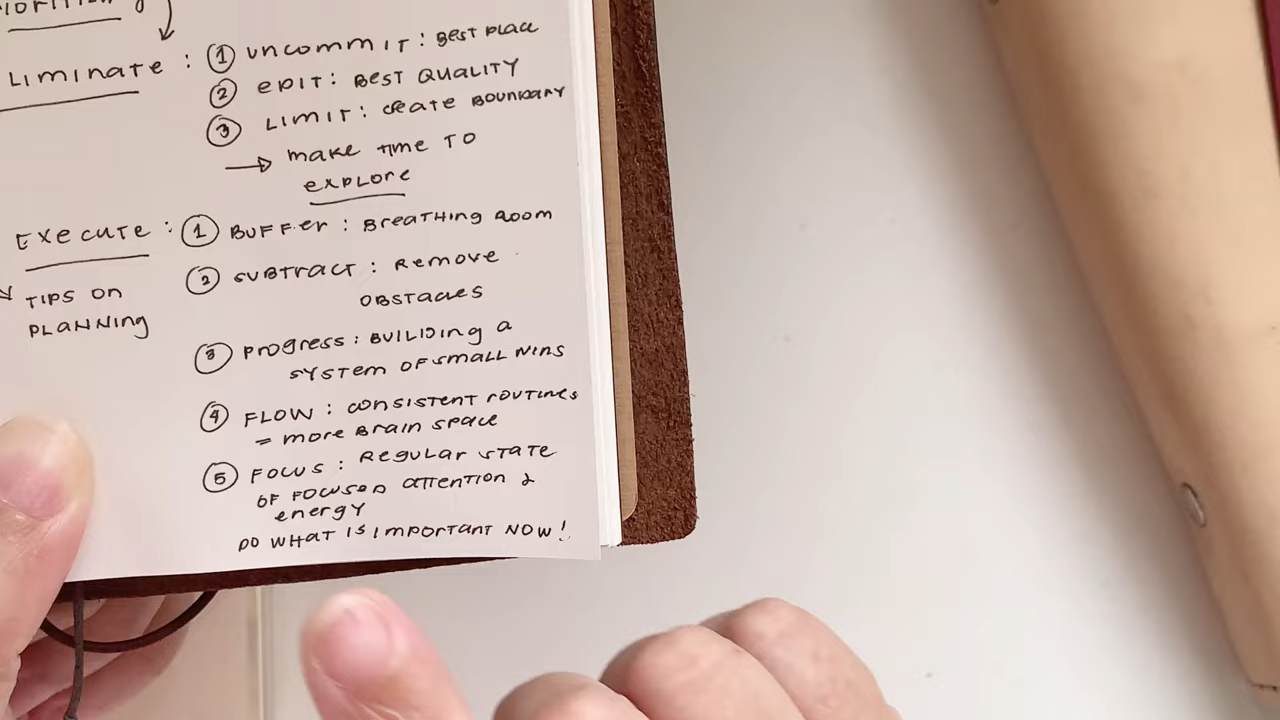 LIMINATE : ① UNCOMMIT : BEST PLACE
② EDIT : BEST QUALITY
③ LIMIT : CREATE BOUNDARY
→ MAKE TIME TO
EXPLORE
EXECUTE : ① BUFFER : BREATHING ROOM
TIPS ON
PLANNING
② SUBTRACT : REMOVE
OBSTACLES
③ PROGRESS : BUILDING A
SYSTEM OF SMALL WINS
④ FLOW : CONSISTENT ROUTINES
= MORE BRAIN SPACE
⑤ FOCUS : REGULAR STATE
OF FOCUSED ATTENTION &
ENERGY
DO WHAT IS IMPORTANT NOW!